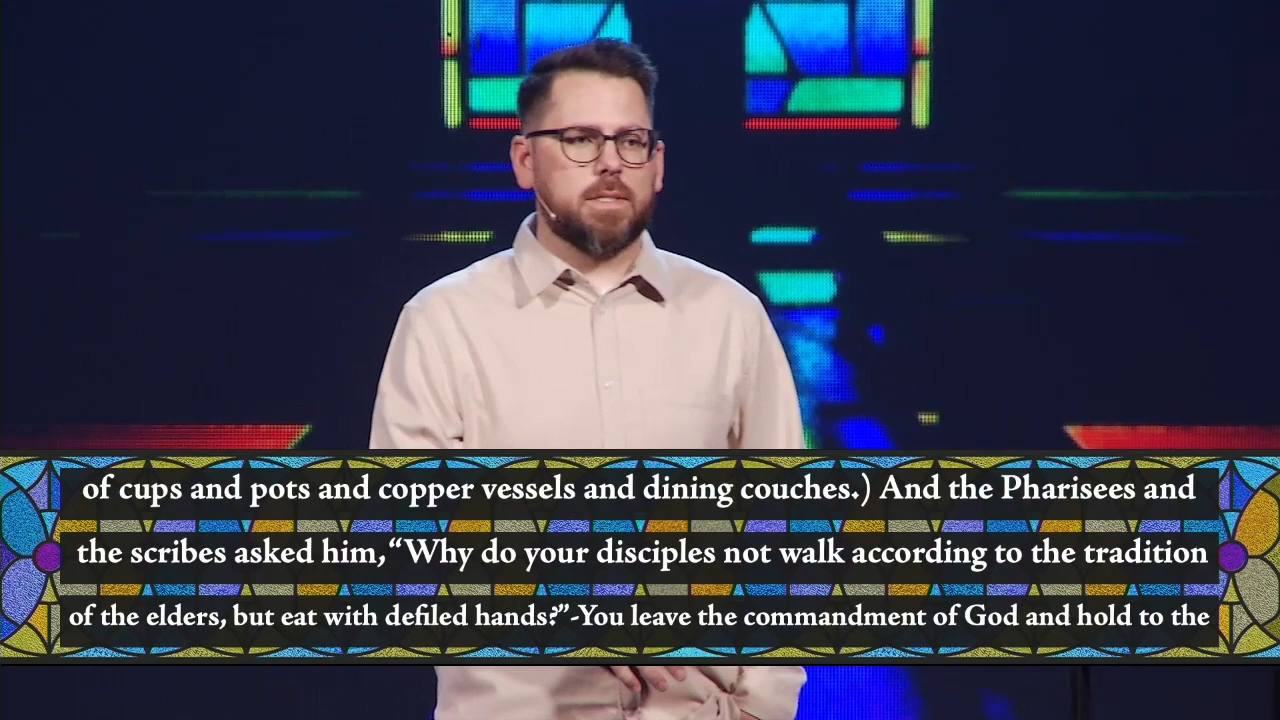 of cups and pots and copper vessels and dining couches.) And the Pharisees and
the scribes asked him, “Why do your disciples not walk according to the tradition
of the elders, but eat with defiled hands?”-You leave the commandment of God and hold to the